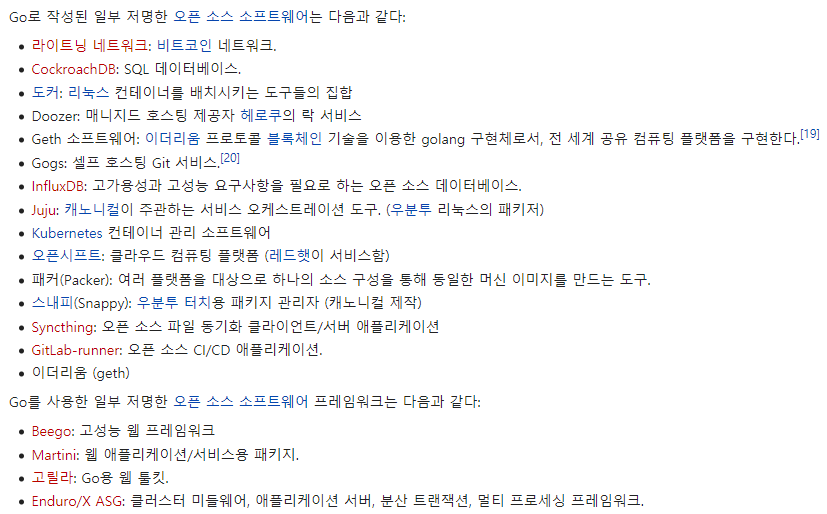 Go로 작성된 일부 저명한 오픈 소스 소프트웨어는 다음과 같다:
• 라이트닝 네트워크: 비트코인 네트워크.
• CockroachDB: SQL 데이터베이스.
• 도커: 리눅스 컨테이너를 배치시키는 도구들의 집합
• Doozer: 매니지드 호스팅 제공자 헤로쿠의 락 서비스
• Geth 소프트웨어: 이더리움 프로토콜 블록체인 기술을 이용한 golang 구현체로서, 전 세계 공유 컴퓨팅 플랫폼을 구현한다.[19]
• Gogs: 셀프 호스팅 Git 서비스.[20]
• InfluxDB: 고가용성과 고성능 요구사항을 필요로 하는 오픈 소스 데이터베이스.
• Juju: 캐노니컬이 주관하는 서비스 오케스트레이션 도구. (우분투 리눅스의 패키저)
• Kubernetes 컨테이너 관리 소프트웨어
• 오픈시프트: 클라우드 컴퓨팅 플랫폼 (레드햇이 서비스함)
• 패커(Packer): 여러 플랫폼을 대상으로 하나의 소스 구성을 통해 동일한 머신 이미지를 만드는 도구.
• 스내피(Snappy): 우분투 터치용 패키지 관리자 (캐노니컬 제작)
• Syncthing: 오픈 소스 파일 동기화 클라이언트/서버 애플리케이션
• GitLab-runner: 오픈 소스 CI/CD 애플리케이션.
• 이더리움 (geth)
Go를 사용한 일부 저명한 오픈 소스 소프트웨어 프레임워크는 다음과 같다:
• Beego: 고성능 웹 프레임워크
• Martini: 웹 애플리케이션/서비스용 패키지.
• 고릴라: Go용 웹 툴킷.
• Enduro/X ASG: 클러스터 미들웨어, 애플리케이션 서버, 분산 트랜잭션, 멀티 프로세싱 프레임워크.